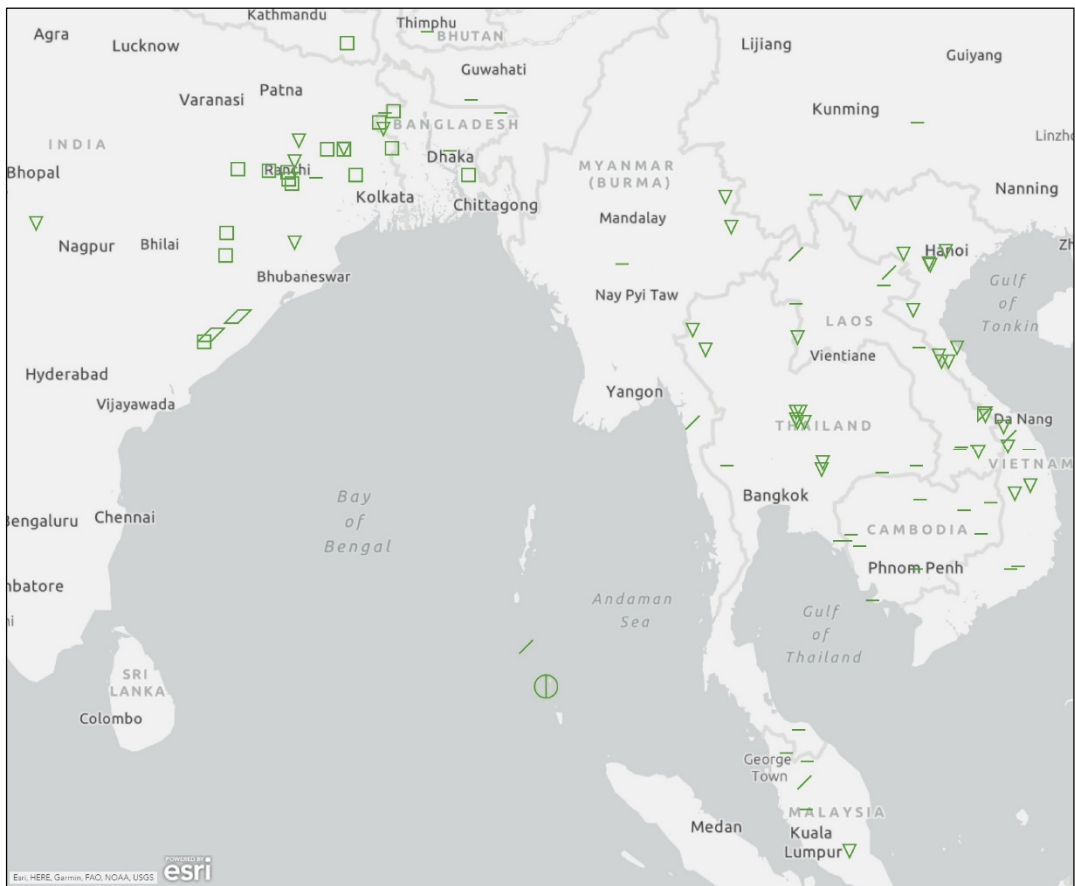 Kathmandu
Thimphu
BHUTAN
Agra
Lucknow
Lijiang
Guiyang
Guwahati
Patna
Varanasi
Kunming
BANGLADESH
INDIA
Dhaka
MYANMAR
(BURMA)
Bhopal
Ranchi
Kolkata
Chittagong
Nanning
Mandalay
Nagpur
Bhilai
Hanoi
Bhubaneswar
Nay Pyi Taw
Gulf
of
Tonkin
LAOS
Vientiane
Hyderabad
Yangon
Vijayawada
THAILAND
Da Nang
VIETNAM
Bangkok
Bay
of
Bengal
Chennai
Bengaluru
CAMBODIA
Phnom Penh
Andaman
Sea
Gulf
of
Thailand
SRI
LANKA
Colombo
George
Town
MALAYSIA
Medan
Kuala
Lumpur
POWERED BY
esri
Esri, HERE, Garmin, FAO, NOAA, USGS